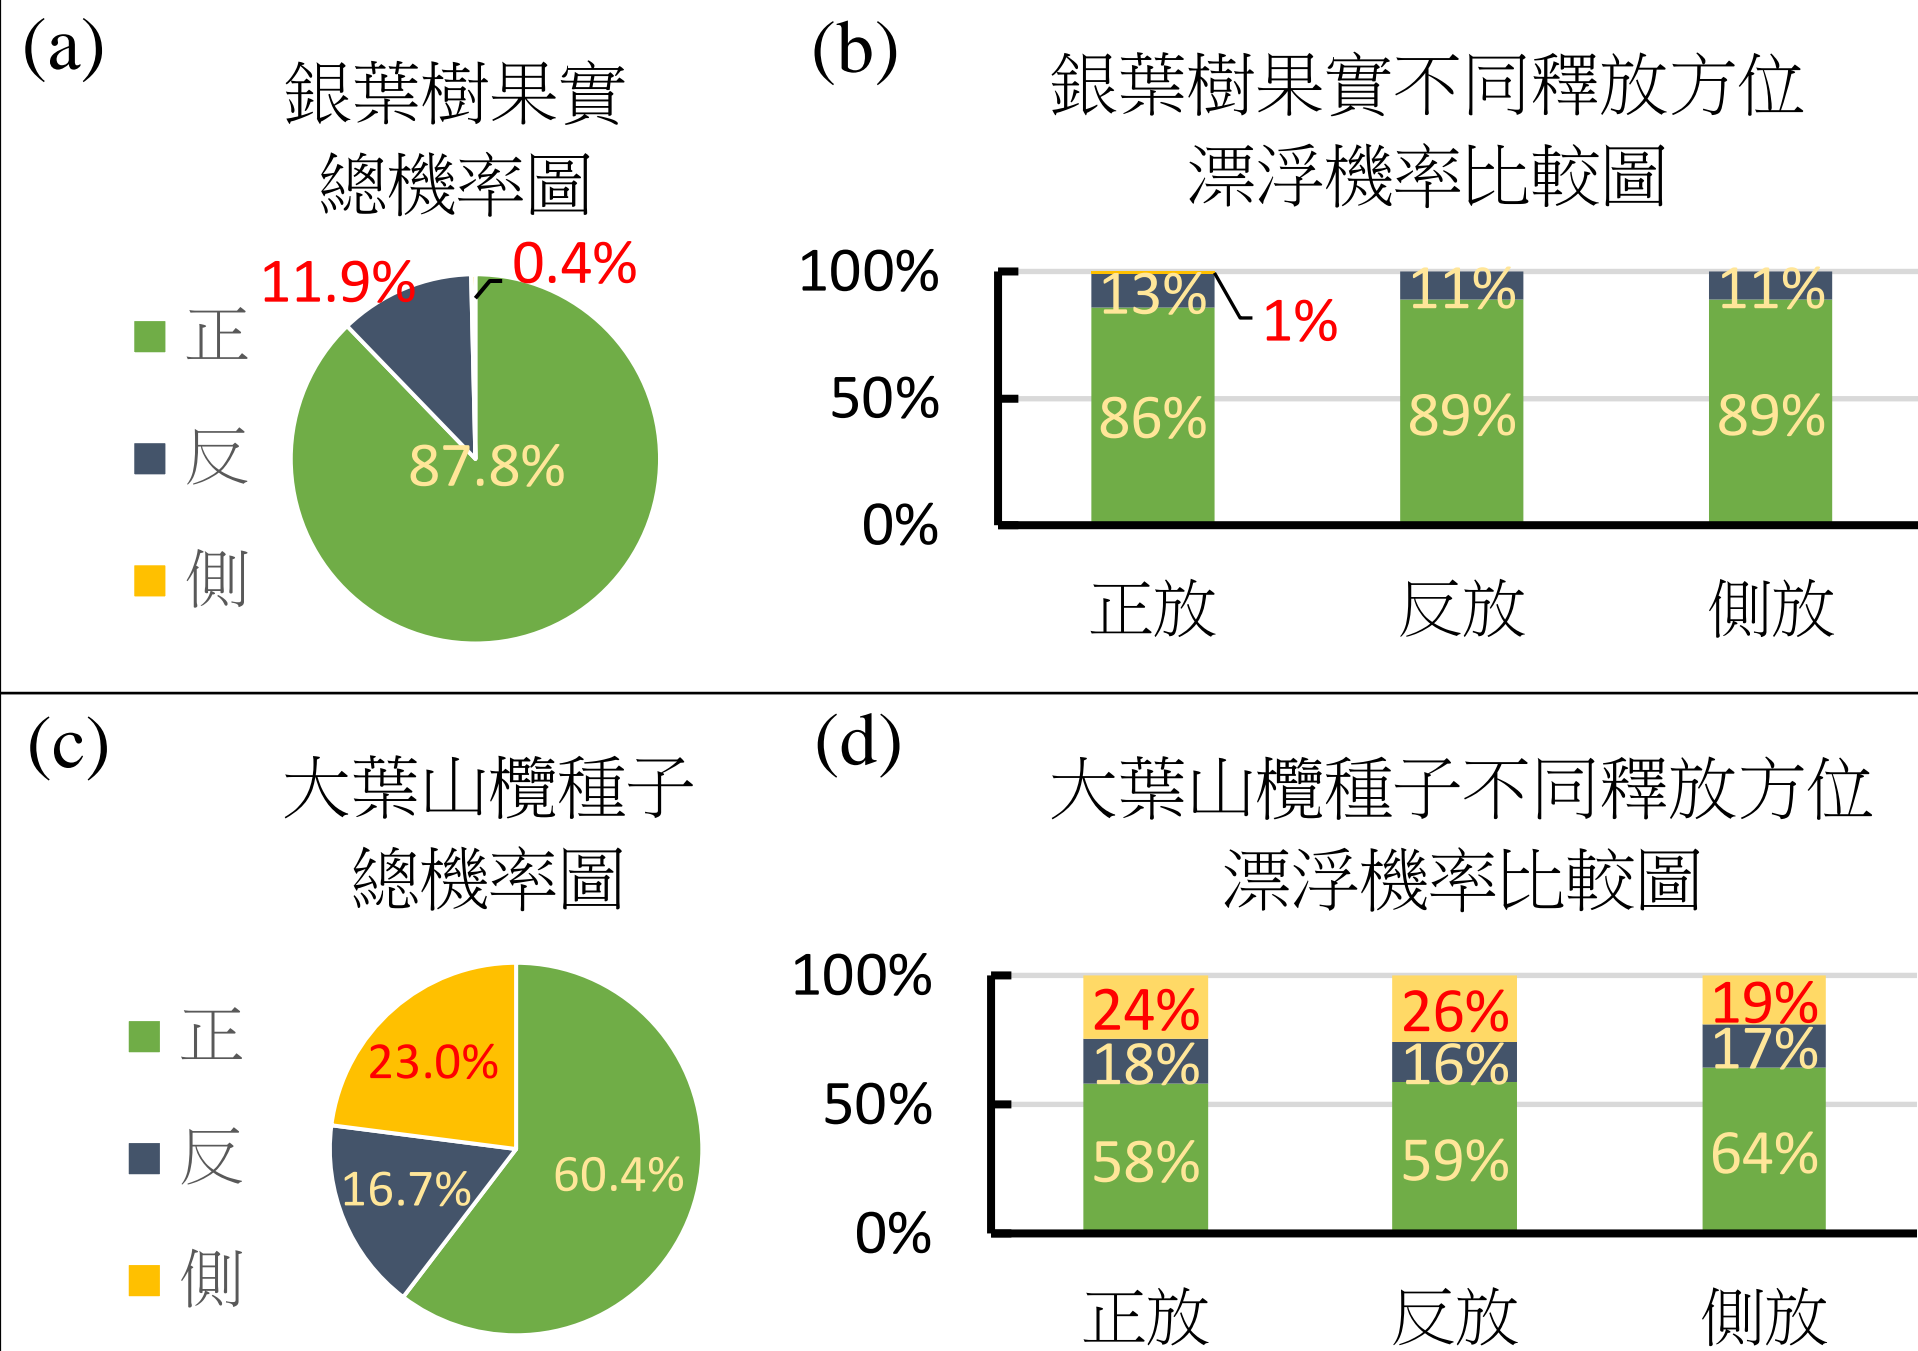 (a)
銀葉樹果實
總機率圖
11.9%
0.4%
87.8%
正
反
側
(b)
銀葉樹果實不同釋放方位
漂浮機率比較圖
100%
50%
0%
13%
1%
86%
11%
89%
11%
89%
正放
反放
側放
(c)
大葉山欖種子
總機率圖
23.0%
16.7%
60.4%
正
反
側
(d)
大葉山欖種子不同釋放方位
漂浮機率比較圖
100%
50%
0%
24%
18%
58%
26%
16%
59%
19%
17%
64%
正放
反放
側放